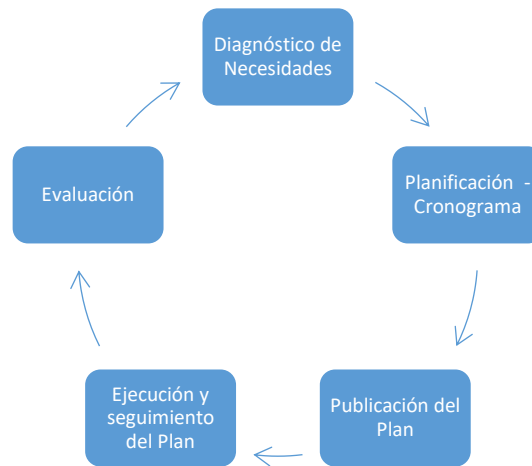 Diagnóstico de
Necesidades
Planificación -
Cronograma
Publicación del
Plan
Ejecución y
seguimiento
del Plan
Evaluación